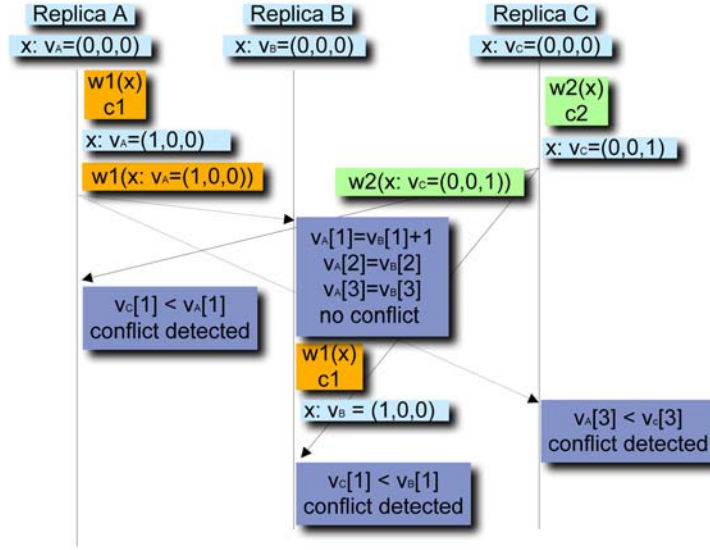 Replica A
Replica B
Replica C
x: vA=(0,0,0)
x: vB=(0,0,0)
x: vC=(0,0,0)
w1(x)
c1
w2(x)
c2
x: vA=(1,0,0)
x: vC=(0,0,1)
w1(x: vA=(1,0,0))
w2(x: vC=(0,0,1))
vA[1]=vB[1]+1
vA[2]=vB[2]
vA[3]=vB[3]
no conflict
vC[1] < vA[1]
conflict detected
w1(x)
c1
x: vB = (1,0,0)
vA[3] < vc[3]
conflict detected
vC[1] < vB[1]
conflict detected